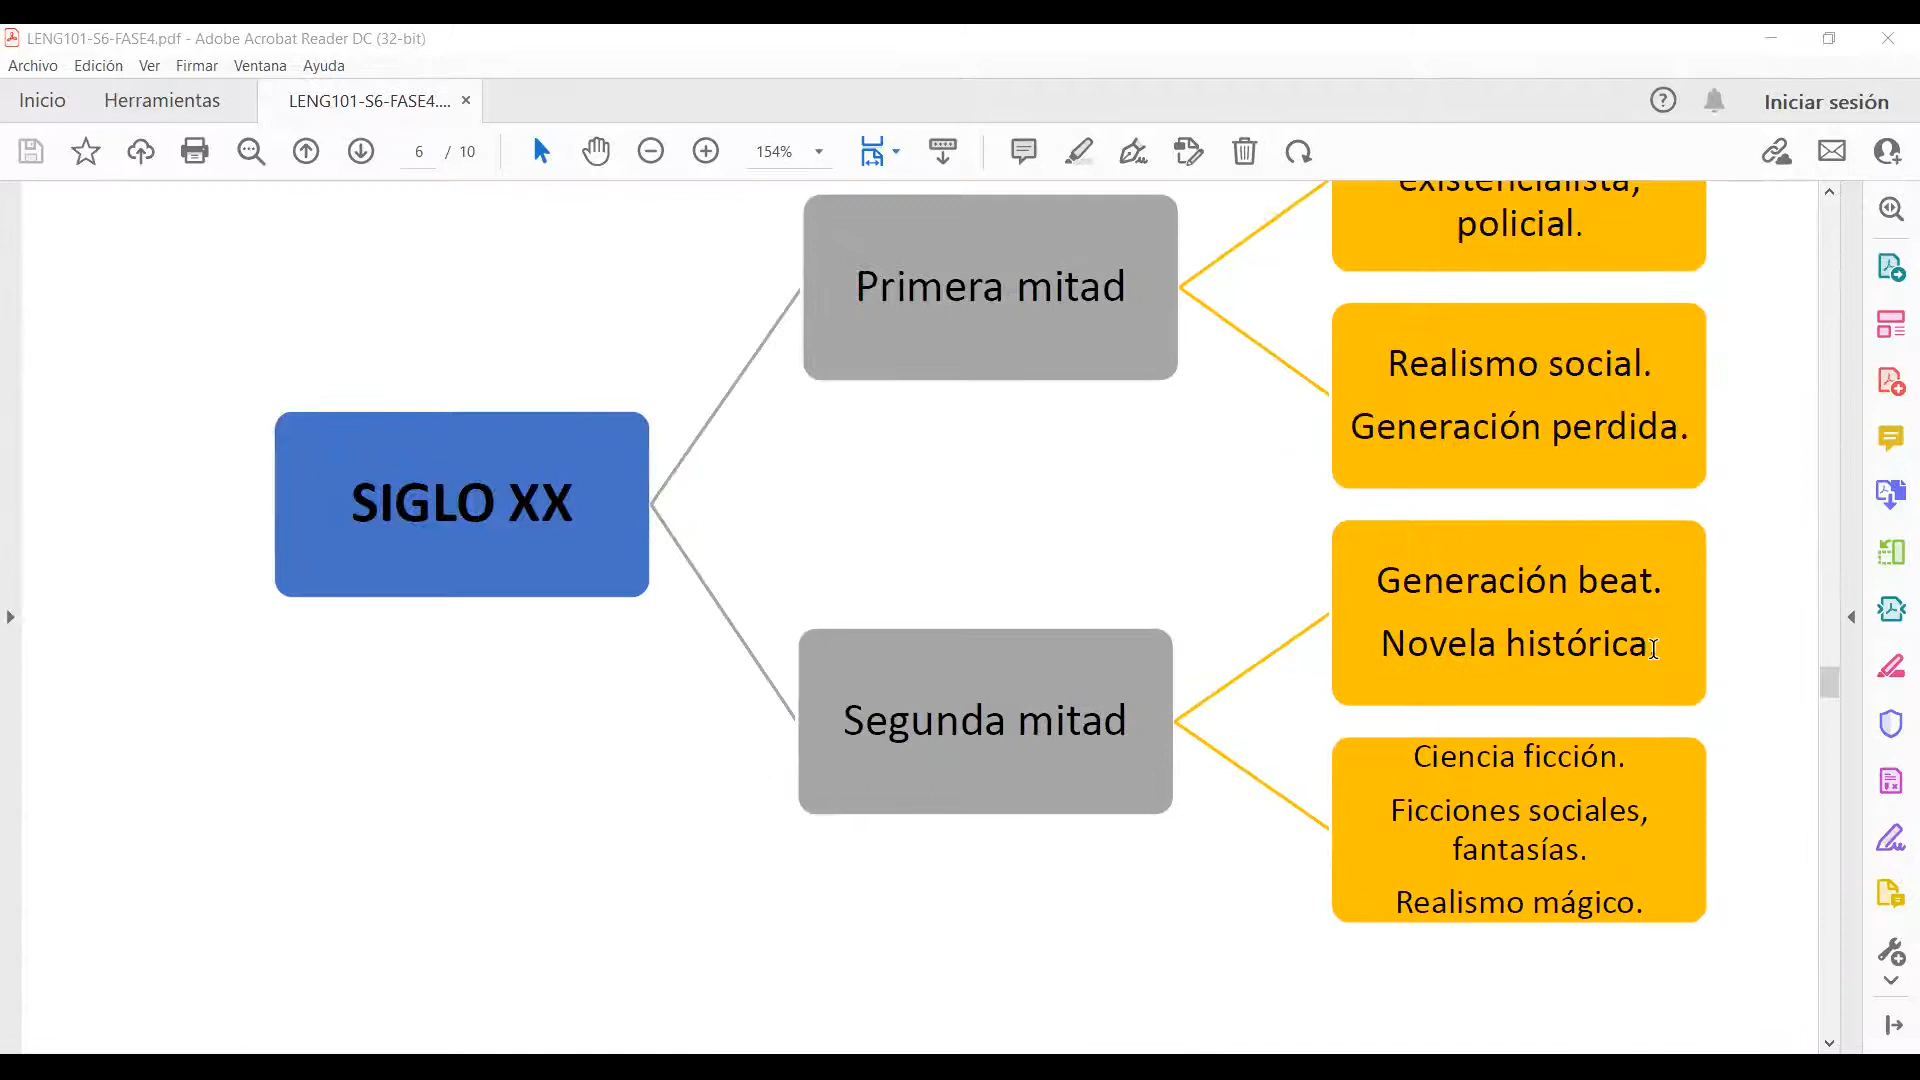 LENG101-S6-FASE4.pdf - Adobe Acrobat Reader DC (32-bit)
Archivo Edición Ver Firmar Ventana Ayuda
Inicio Herramientas LENG101-S6-FASE4.... Iniciar sesión
6 / 10 154%
existencialista,
policial.
Primera mitad
Realismo social.
Generación perdida.
SIGLO XX
Generación beat.
Novela histórica.
Segunda mitad
Ciencia ficción.
Ficciones sociales,
fantasías.
Realismo mágico.